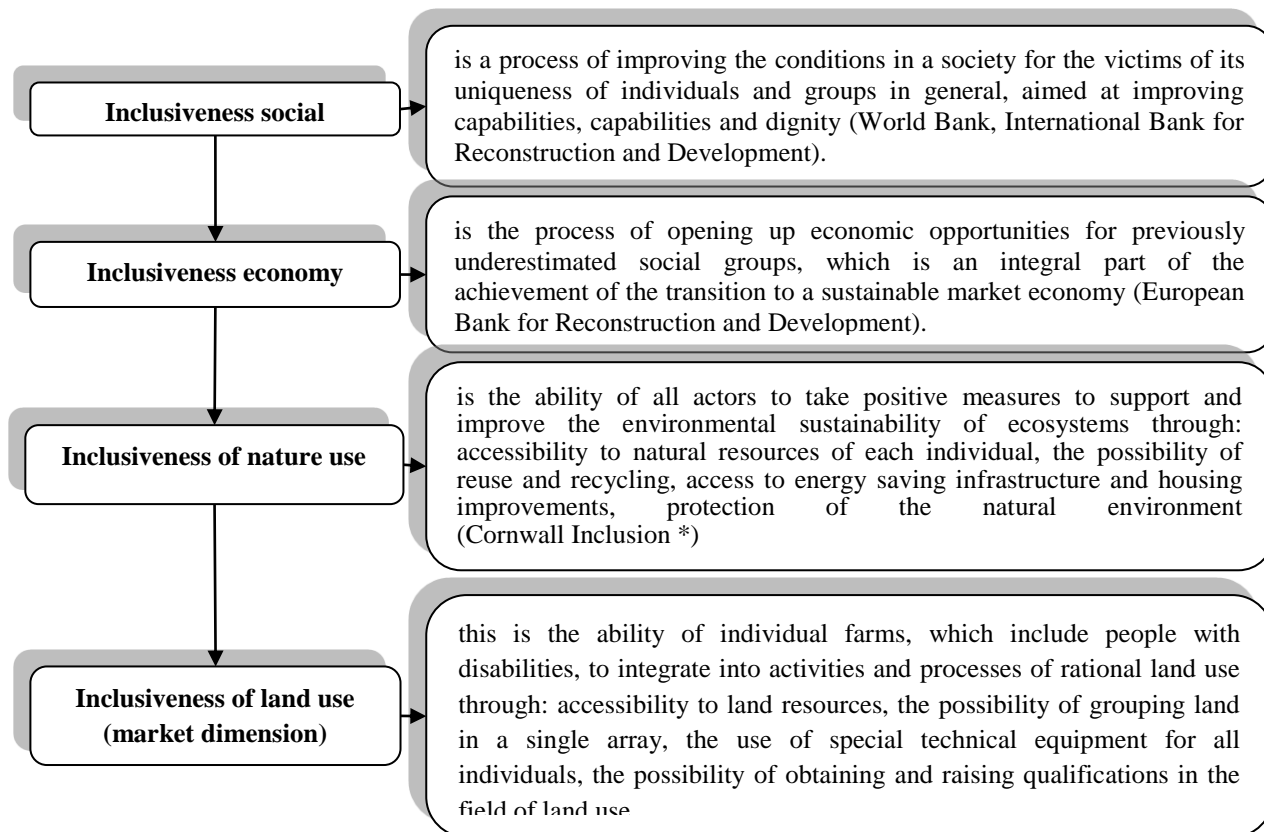 Inclusiveness social
is a process of improving the conditions in a society for the victims of its
uniqueness of individuals and groups in general, aimed at improving
capabilities, capabilities and dignity (World Bank, International Bank for
Reconstruction and Development).
Inclusiveness economy
is the process of opening up economic opportunities for previously
underestimated social groups, which is an integral part of the
achievement of the transition to a sustainable market economy (European
Bank for Reconstruction and Development).
Inclusiveness of nature use
is the ability of all actors to take positive measures to support and
improve the environmental sustainability of ecosystems through:
accessibility to natural resources of each individual, the possibility of
reuse and recycling, access to energy saving infrastructure and housing
improvements, protection of the natural environment
(Cornwall Inclusion *)
Inclusiveness of land use
(market dimension)
this is the ability of individual farms, which include people with
disabilities, to integrate into activities and processes of rational land use
through: accessibility to land resources, the possibility of grouping land
in a single array, the use of special technical equipment for all
individuals, the possibility of obtaining and raising qualifications in the
field of land use